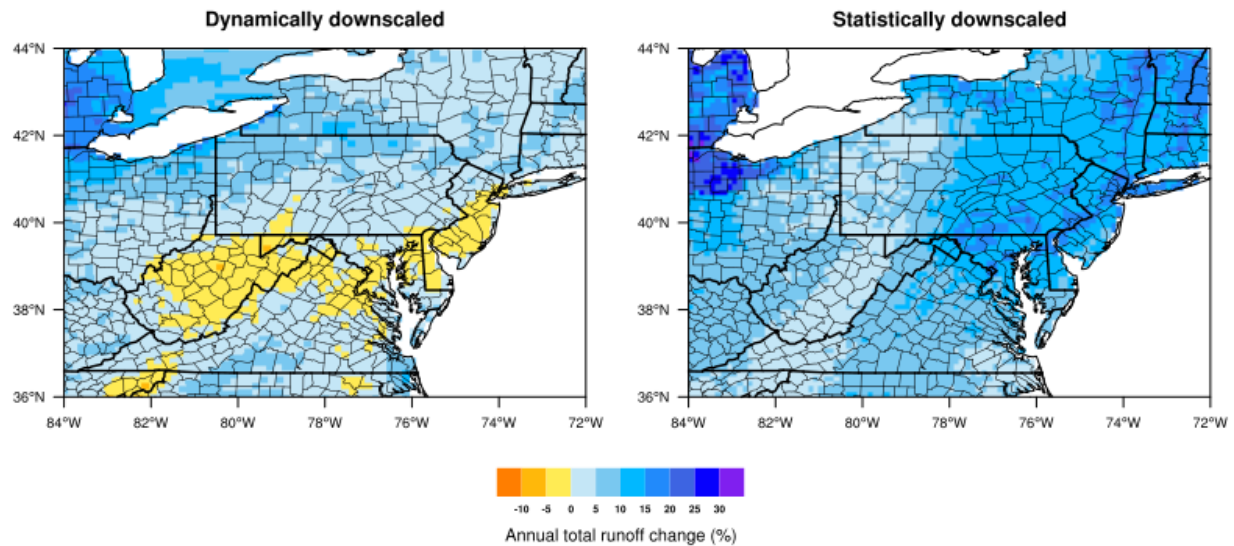 Dynamically downscaled
Statistically downscaled
44°N
42°N
40°N
38°N
36°N
84°W 82°W 80°W 78°W 76°W 74°W 72°W
44°N
42°N
40°N
38°N
36°N
84°W 82°W 80°W 78°W 76°W 74°W 72°W
-10 -5 0 5 10 15 20 25 30
Annual total runoff change (%)